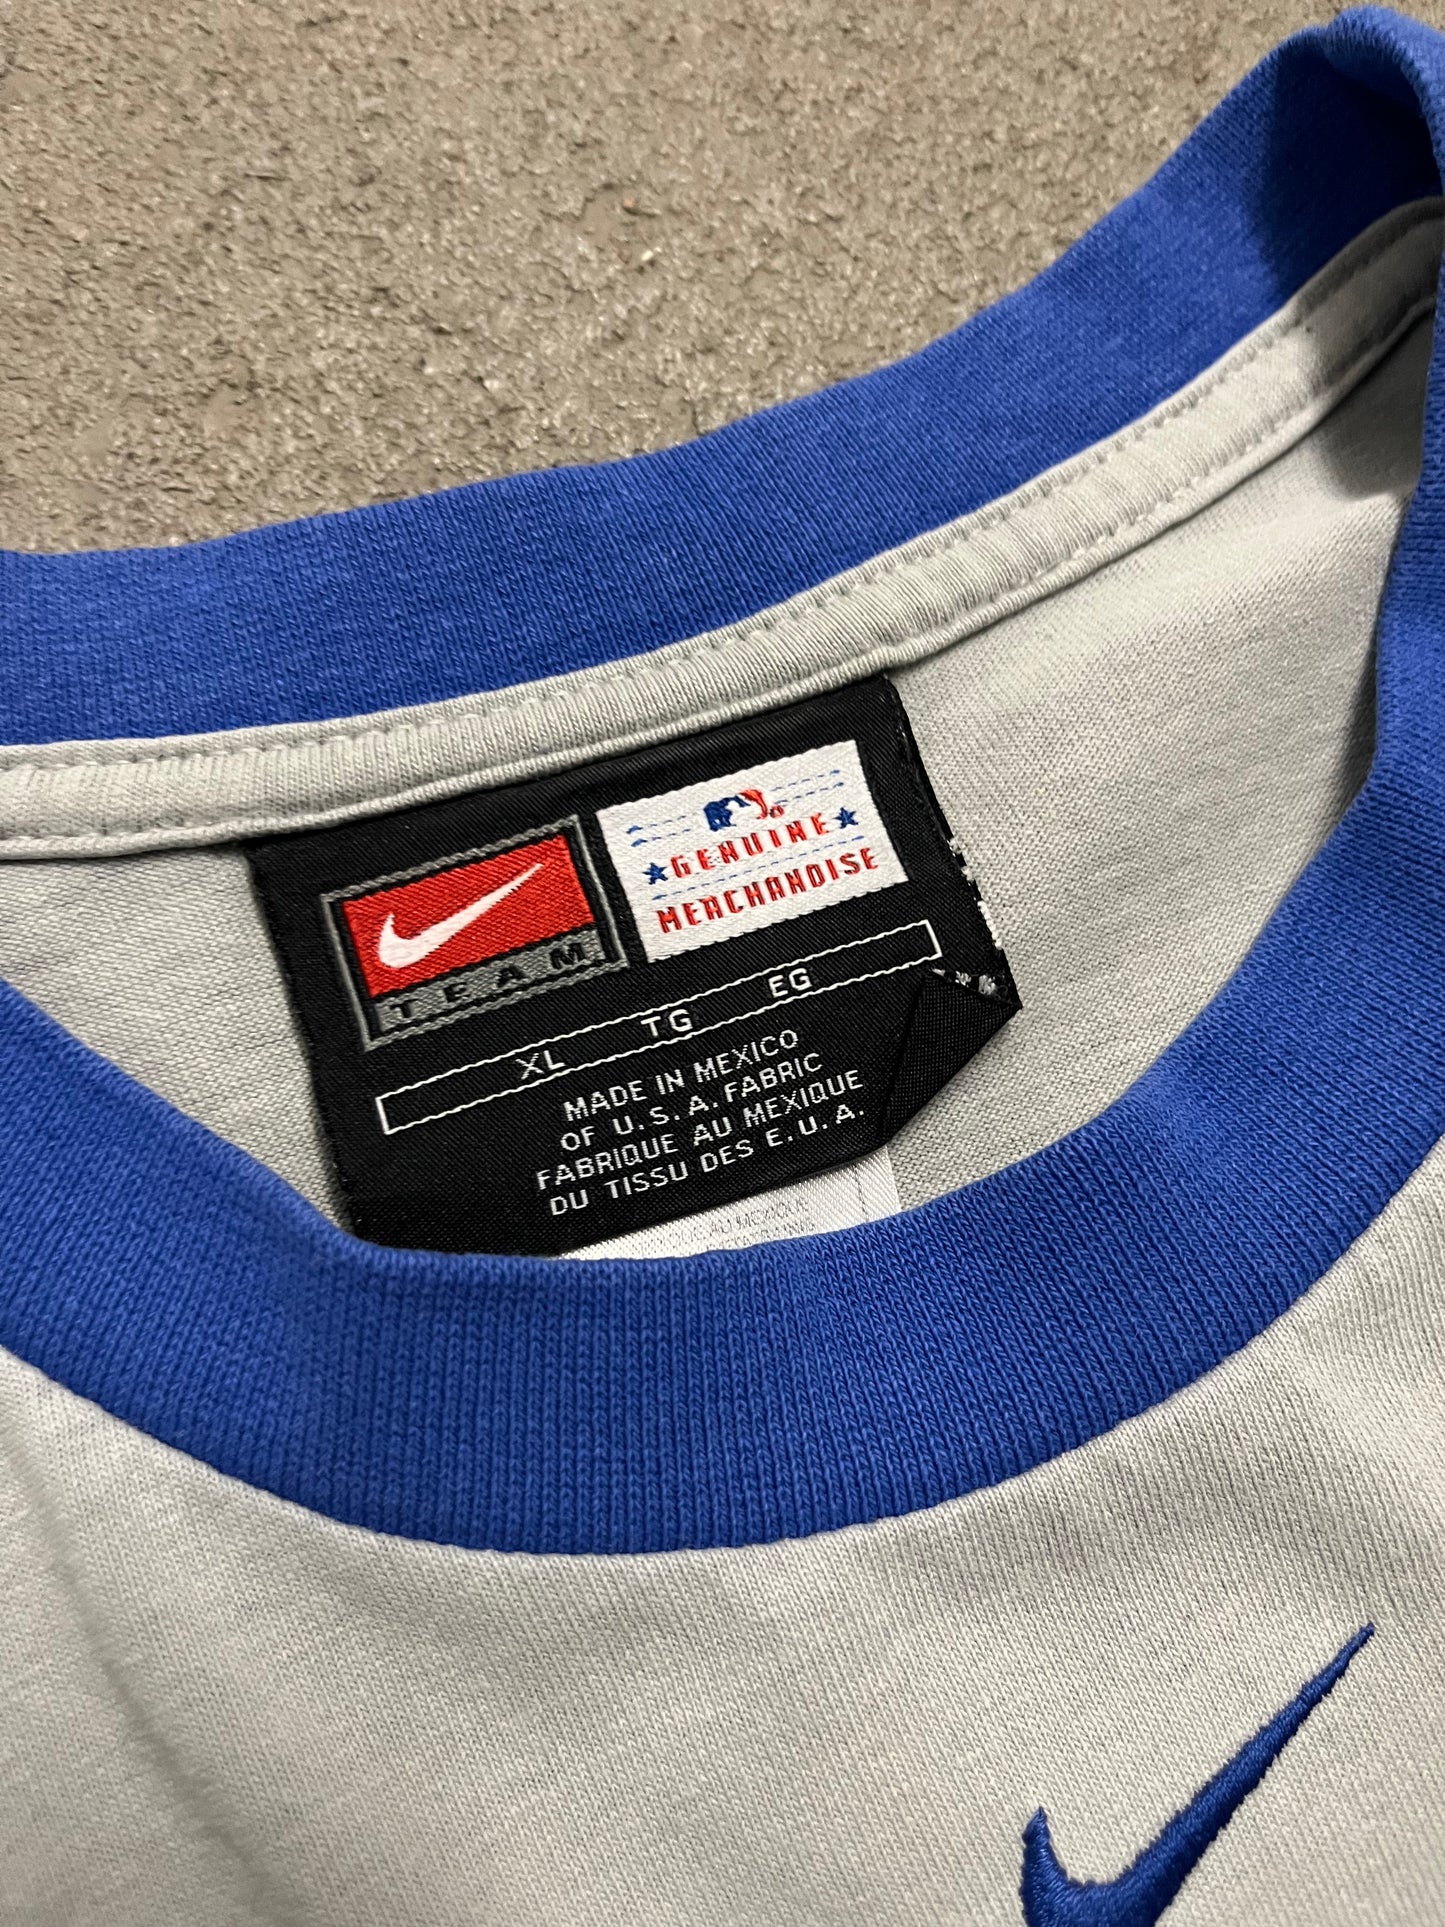 GENUINE
MERCHANDISE
TEAM
XL TG EG
MADE IN MEXICO
OF U.S.A. FABRIC
FABRIQUE AU MEXIQUE
DU TISSU DES E.U.A.